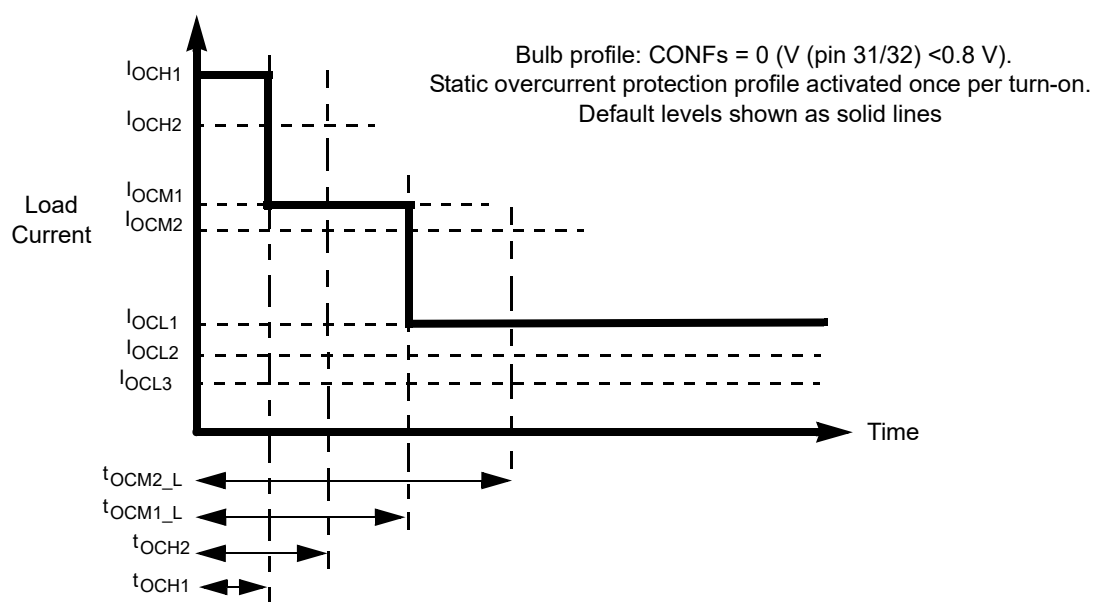 Bulb profile: CONFs = 0 (V (pin 31/32) <0.8 V).
Static overcurrent protection profile activated once per turn-on.
Default levels shown as solid lines
IOCH1
IOCH2
IOCM1
IOCM2
Load
Current
IOCL1
IOCL2
IOCL3
Time
tOCM2_L
tOCM1_L
tOCH2
tOCH1